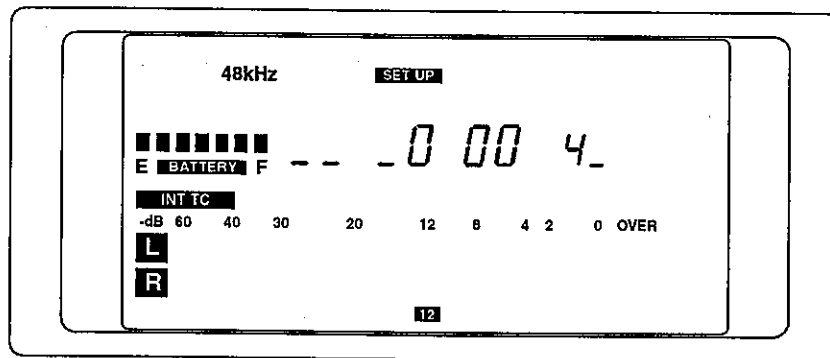 48kHz SET UP
_ _ _0 00 4_
E BATTERY F
INT TC
-dB 60 40 30 20 12 8 4 2 0 OVER
L
R
12